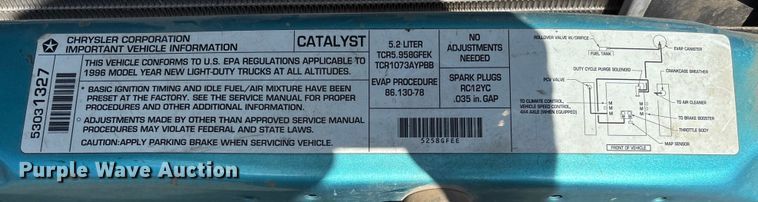 CHRYSLER CORPORATION
IMPORTANT VEHICLE INFORMATION
CATALYST
THIS VEHICLE CONFORMS TO U.S. EPA REGULATIONS APPLICABLE TO
1996 MODEL YEAR NEW LIGHT-DUTY TRUCKS AT ALL ALTITUDES.
* BASIC IGNITION TIMING AND IDLE FUEL/AIR MIXTURE HAVE BEEN
PRESET AT THE FACTORY. SEE THE SERVICE MANUAL FOR PROPER
PROCEDURES AND OTHER ADDITIONAL INFORMATION.
ADJUSTMENTS MADE BY OTHER THAN APPROVED SERVICE MANUAL
PROCEDURES MAY VIOLATE FEDERAL AND STATE LAWS.
CAUTION: APPLY PARKING BRAKE WHEN SERVICING VEHICLE.
53031327
5.2 LITER
TCR5.958GFEK
TCR1073AYPBB
EVAP PROCEDURE
86.130-78
NO
ADJUSTMENTS
NEEDED
SPARK PLUGS
RC12YC
.035 in. GAP
5258GFEE
ROLLOVER VALVE W/ORIFICE
FUEL TANK
EVAP CANISTER
DUTY CYCLE PURGE SOLENOID
CRANKCASE BREATHER
PCV VALVE
TO CLIMATE CONTROL,
VEHICLE SPEED CONTROL,
4X4 AXLE (WHEN EQUIPPED)
TO AIR CLEANER
TO BRAKE BOOSTER
THROTTLE BODY
MAP SENSOR
FRONT OF VEHICLE
Purple Wave Auction